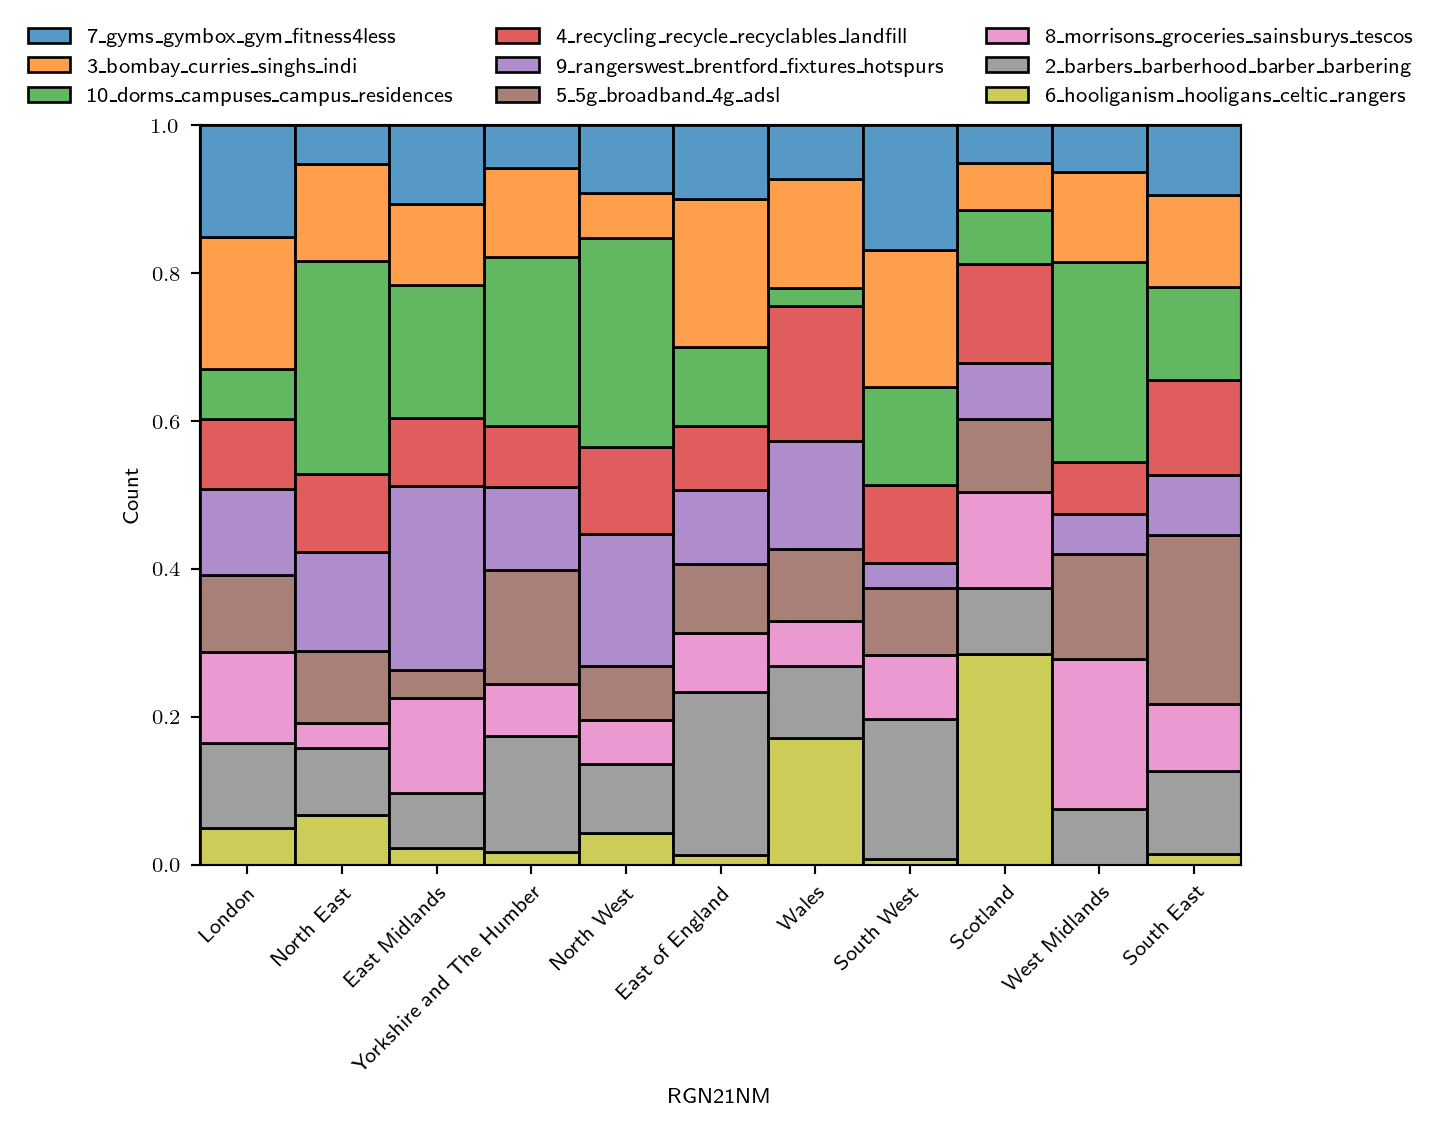 7_gyms_gymbox_gym_fitness4less
3_bombay_curries_singhs_indi
10_dorms_campuses_campus_residences
4_recycling_recycle_recyclables_landfill
9_rangerswest_brentford_fixtures_hotspurs
5_5g_broadband_4g_adsl
8_morrisons_groceries_sainsburys_tescos
2_barbers_barberhood_barber_barbering
6_hooliganism_hooligans_celtic_rangers
1.0
0.8
0.6
0.4
0.2
0.0
Count
London
North East
East Midlands
Yorkshire and The Humber
North West
East of England
Wales
South West
Scotland
West Midlands
South East
RGN21NM